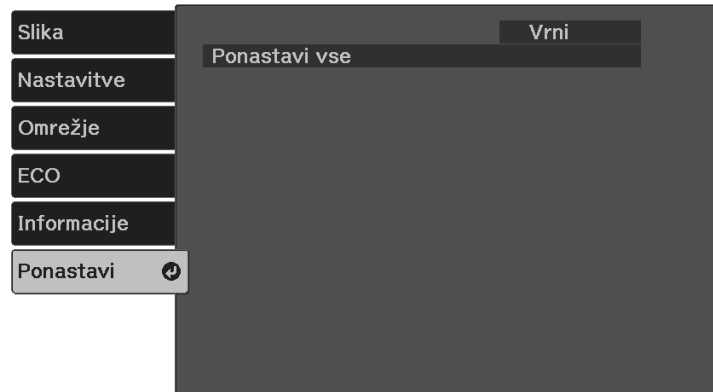 Slika
Nastavitve
Omrežje
ECO
Informacije
Ponastavi
Vrni
Ponastavi vse